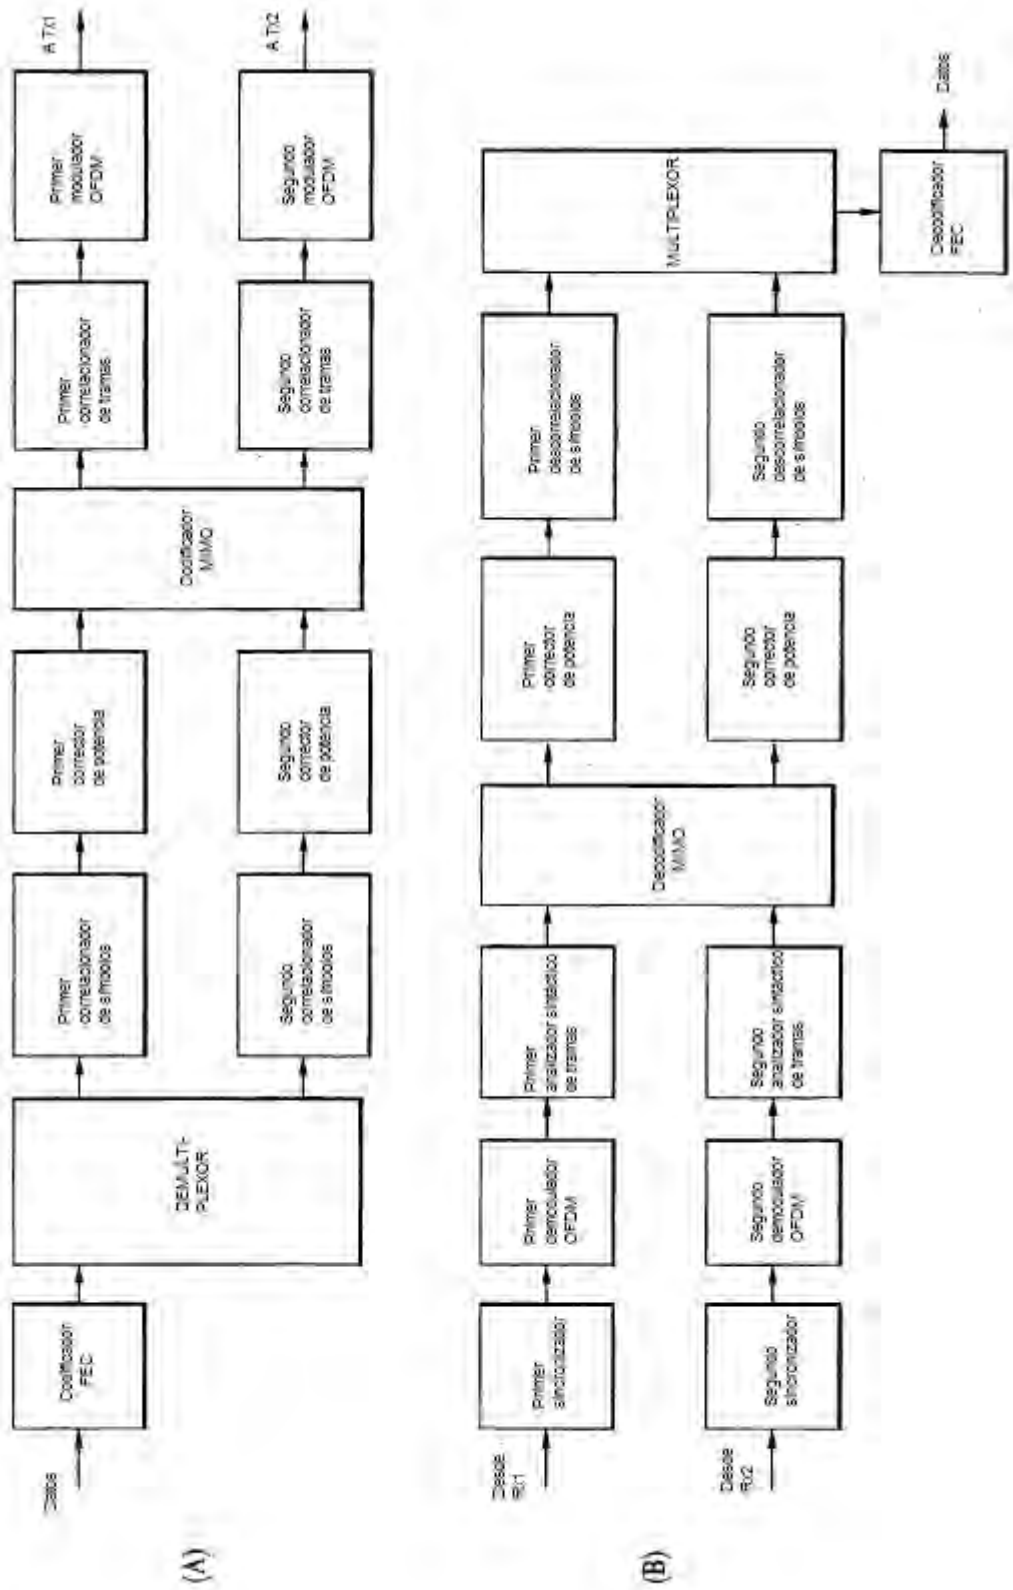 (A)
Datos
Codificador
FEC
DEMULTI-
PLEXOR
Primer
correlacionador
de símbolos
Primer
corrector
de potencia
Codificador
MIMO
Primer
correlacionador
de tramas
Primer
modulador
OFDM
A TX1
Segundo
correlacionador
de símbolos
Segundo
corrector
de potencia
Segundo
correlacionador
de tramas
Segundo
modulador
OFDM
A TX2
(B)
Desde
Rx1
Primer
sincronizador
Primer
demodulador
OFDM
Primer
analizador sintáctico
de tramas
Decodificador
MIMO
Primer
corrector
de potencia
Primer
descorrelacionador
de símbolos
MULTIPLEXOR
Desde
Rx2
Segundo
sincronizador
Segundo
demodulador
OFDM
Segundo
analizador sintáctico
de tramas
Segundo
corrector
de potencia
Segundo
descorrelacionador
de símbolos
Decodificador
FEC
Datos